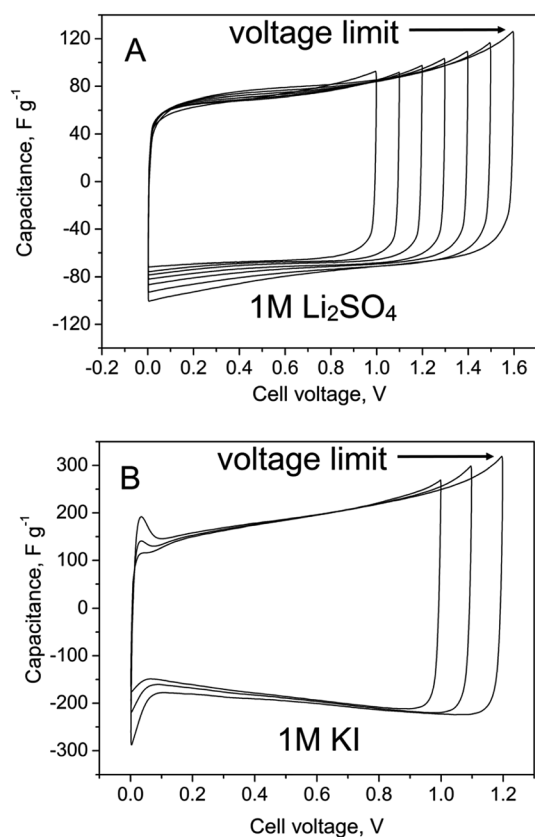 A
voltage limit
120
80
40
0
-40
-80
-120
Capacitance, F g⁻¹
1M Li₂SO₄
-0.2 0.0 0.2 0.4 0.6 0.8 1.0 1.2 1.4 1.6
Cell voltage, V
B
voltage limit
300
200
100
0
-100
-200
-300
Capacitance, F g⁻¹
1M KI
0.0 0.2 0.4 0.6 0.8 1.0 1.2
Cell voltage, V